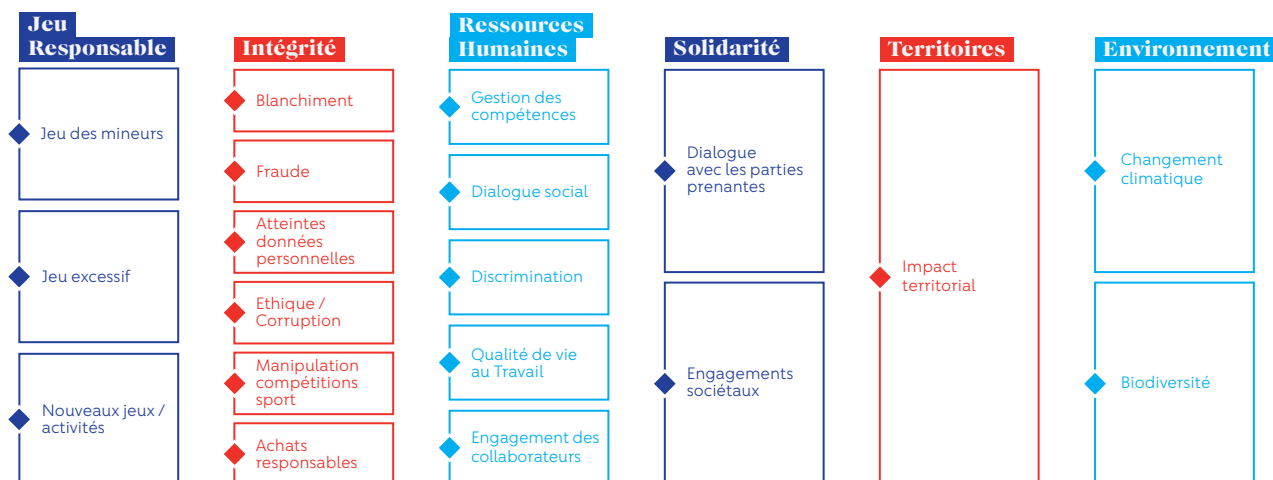 Jeu
Responsable
Jeu des mineurs
Jeu excessif
Nouveaux jeux /
activités
Intégrité
Blanchiment
Fraude
Atteintes
données
personnelles
Ethique /
Corruption
Manipulation
compétitions
sport
Achats
responsables
Ressources
Humaines
Gestion des
compétences
Dialogue social
Discrimination
Qualité de vie
au Travail
Engagement des
collaborateurs
Solidarité
Dialogue
avec les parties
prenantes
Engagements
sociétaux
Territoires
Impact
territorial
Environnement
Changement
climatique
Biodiversité